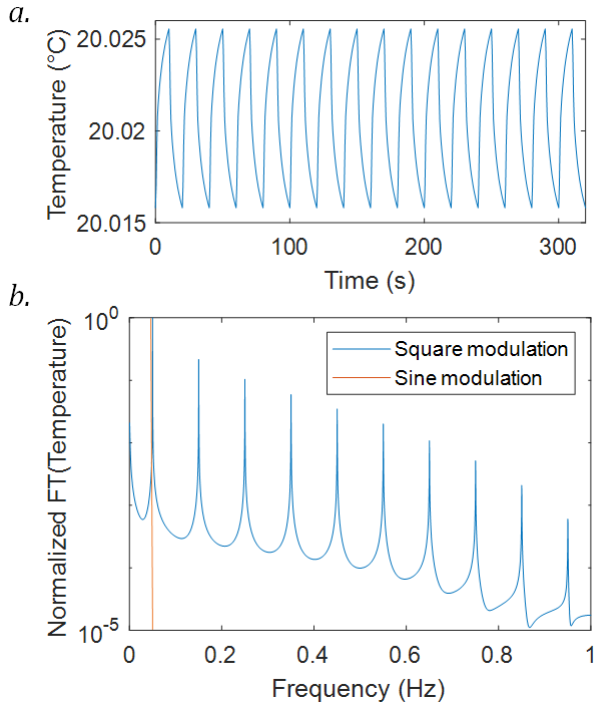 a.
Temperature (°C)
20.025
20.02
20.015
0
100
200
300
Time (s)
b.
Normalized FT(Temperature)
10^0
10^-5
Square modulation
Sine modulation
0
0.2
0.4
0.6
0.8
1
Frequency (Hz)